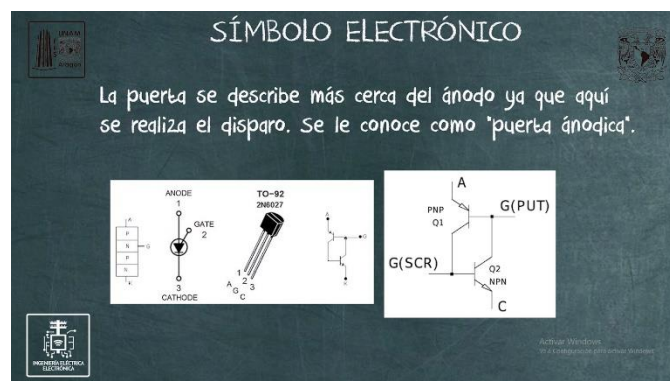 SÍMBOLO ELECTRÓNICO
La puerta se describe más cerca del ánodo ya que aquí
se realiza el disparo. Se le conoce como "puerta ánodica".
ANODE
1
GATE
2
3
CATHODE
A
P
N
G
P
N
K
TO-92
2N6027
1
2
3
A
G
C
A
G
K
A
PNP
Q1
G(PUT)
G(SCR)
Q2
NPN
C
INGENIERÍA ELÉCTRICA
ELECTRÓNICA
Activar Windows